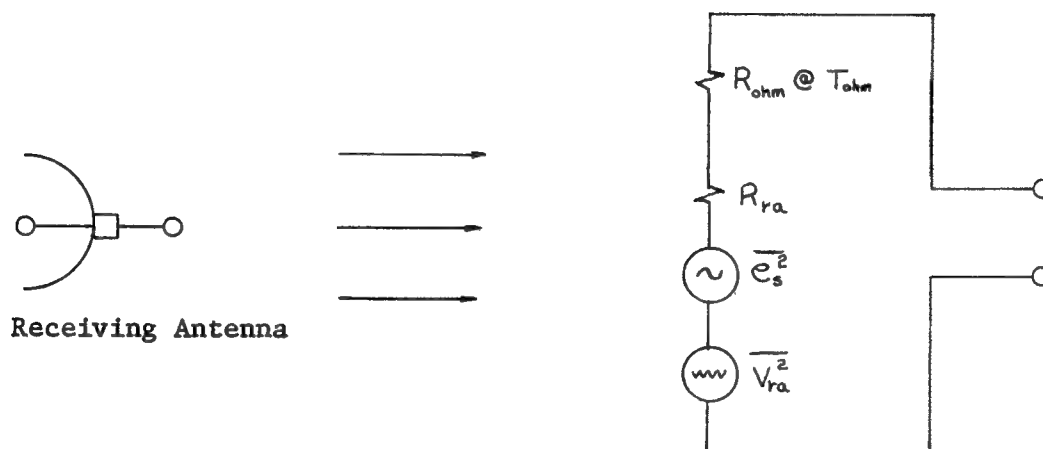 R_ohm @ T_ohm
R_ra
e_s^2
V_ra^2
Receiving Antenna